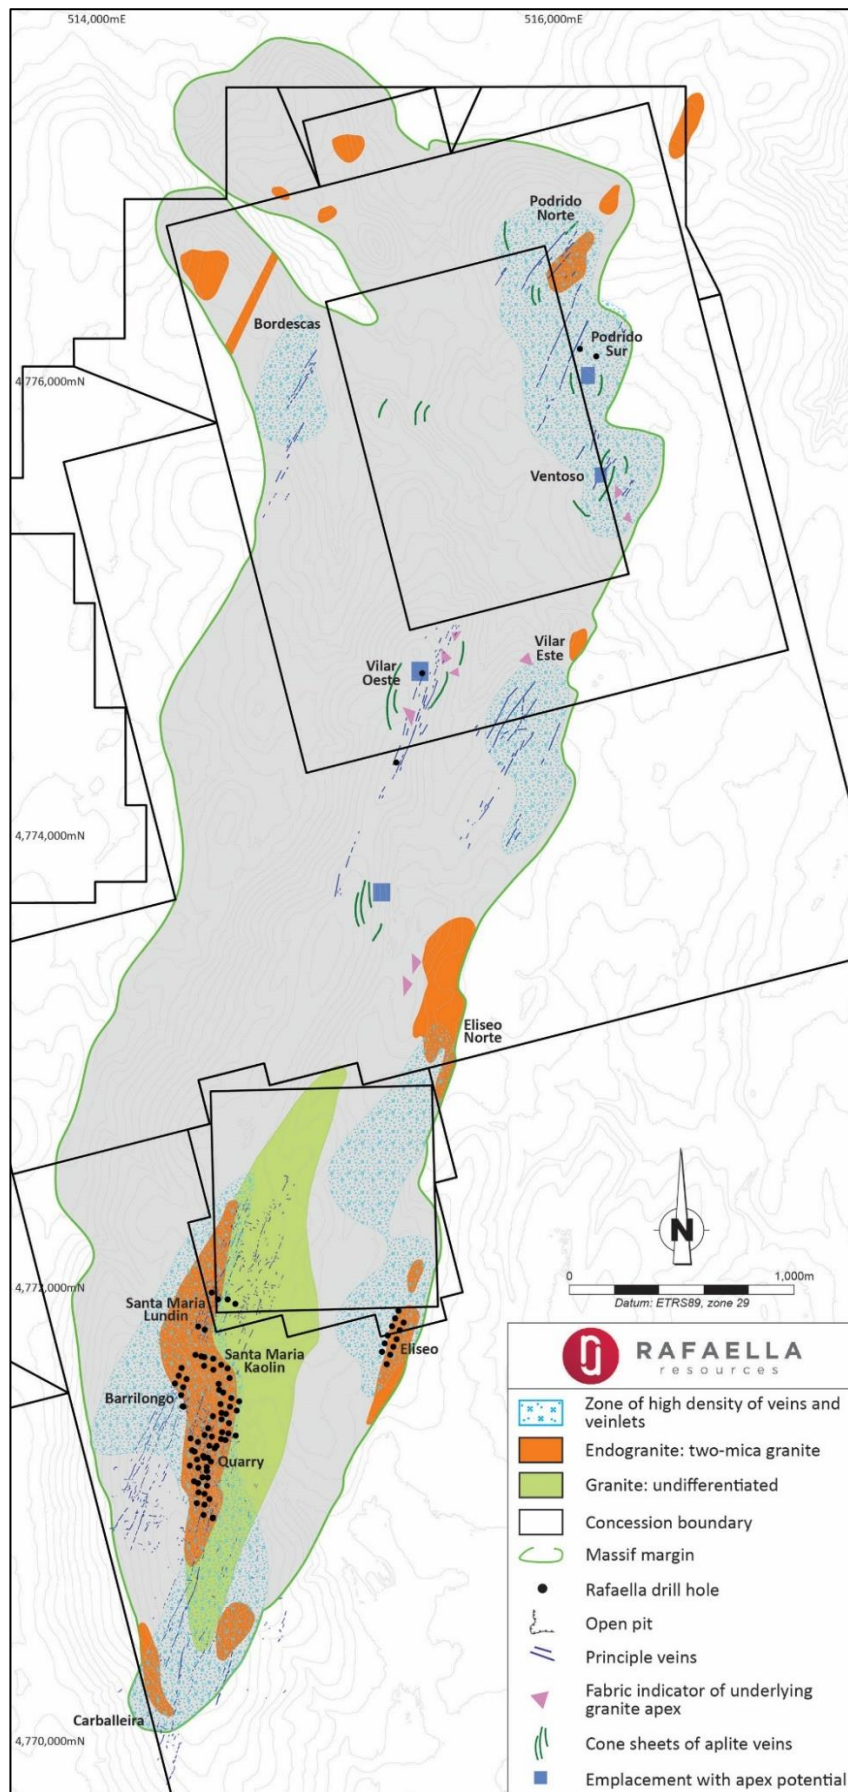 514,000mE
516,000mE
Podrido
Norte
Bordescas
Podrido
Sur
4,776,000mN
Ventoso
Vilar
Este
Vilar
Oeste
4,774,000mN
Eliseo
Norte
N
4,772,000mN
0
1,000m
Datum: ETRS89, zone 29
Santa Maria
Lundin
Santa Maria
Kaolin
Eliseo
Barrilongo
Quarry
Carballeira
4,770,000mN
RAFAELLA
resources
Zone of high density of veins and
veinlets
Endogranite: two-mica granite
Granite: undifferentiated
Concession boundary
Massif margin
Rafaella drill hole
Open pit
Principle veins
Fabric indicator of underlying
granite apex
Cone sheets of aplite veins
Emplacement with apex potential